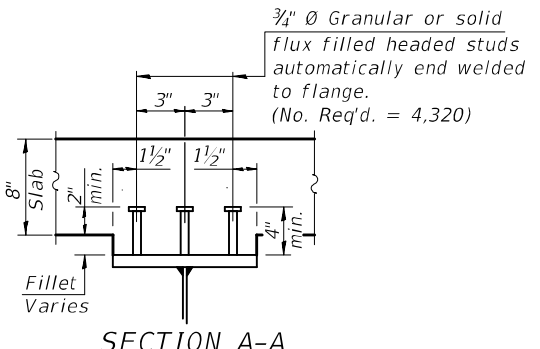 ¾" Ø Granular or solid
flux filled headed studs
automatically end welded
to flange.
(No. Req'd. = 4,320)
3" 3"
1½" 1½"
8"
Slab
2"
min.
4"
min.
Fillet
Varies
SECTION A-A